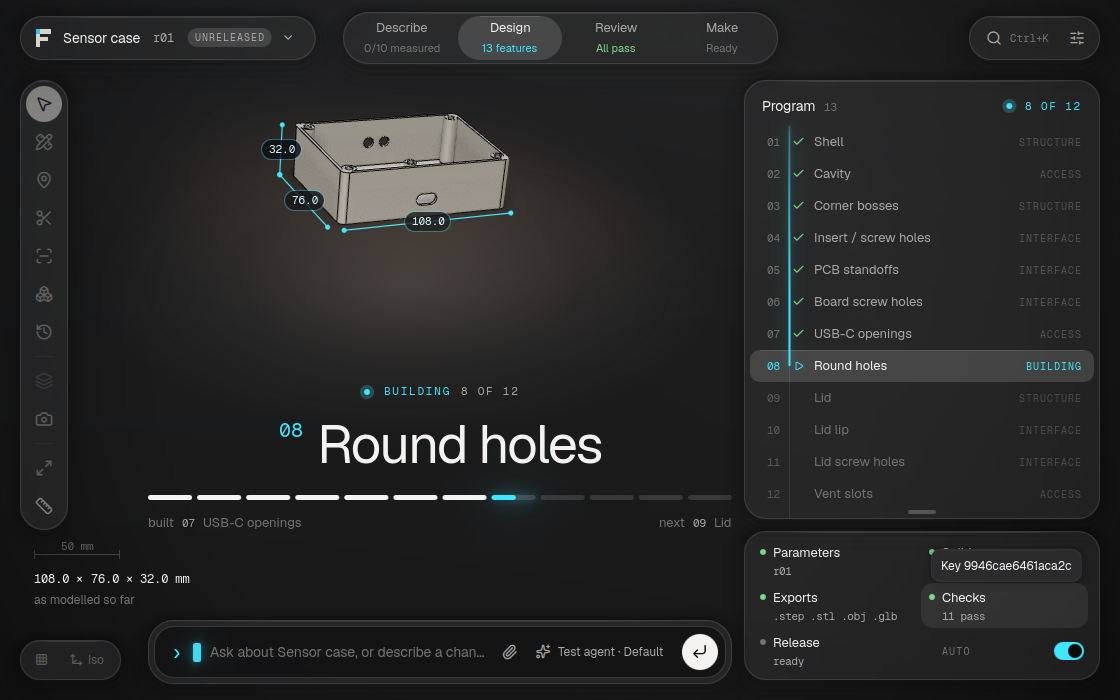 Sensor case r01 UNRELEASED
Describe
0/10 measured
Design
13 features
Review
All pass
Make
Ready
Ctrl+K
32.0
76.0
108.0
BUILDING 8 OF 12
08 Round holes
built 07 USB-C openings
next 09 Lid
50 mm
108.0 × 76.0 × 32.0 mm
as modelled so far
Iso
Ask about Sensor case, or describe a chan…
Test agent · Default
Program 13
8 OF 12
01 Shell STRUCTURE
02 Cavity ACCESS
03 Corner bosses STRUCTURE
04 Insert / screw holes INTERFACE
05 PCB standoffs INTERFACE
06 Board screw holes INTERFACE
07 USB-C openings ACCESS
08 Round holes BUILDING
09 Lid STRUCTURE
10 Lid lip INTERFACE
11 Lid screw holes INTERFACE
12 Vent slots ACCESS
Parameters
r01
Key 9946cae6461aca2c
Exports
.step .stl .obj .glb
Checks
11 pass
Release
ready
AUTO